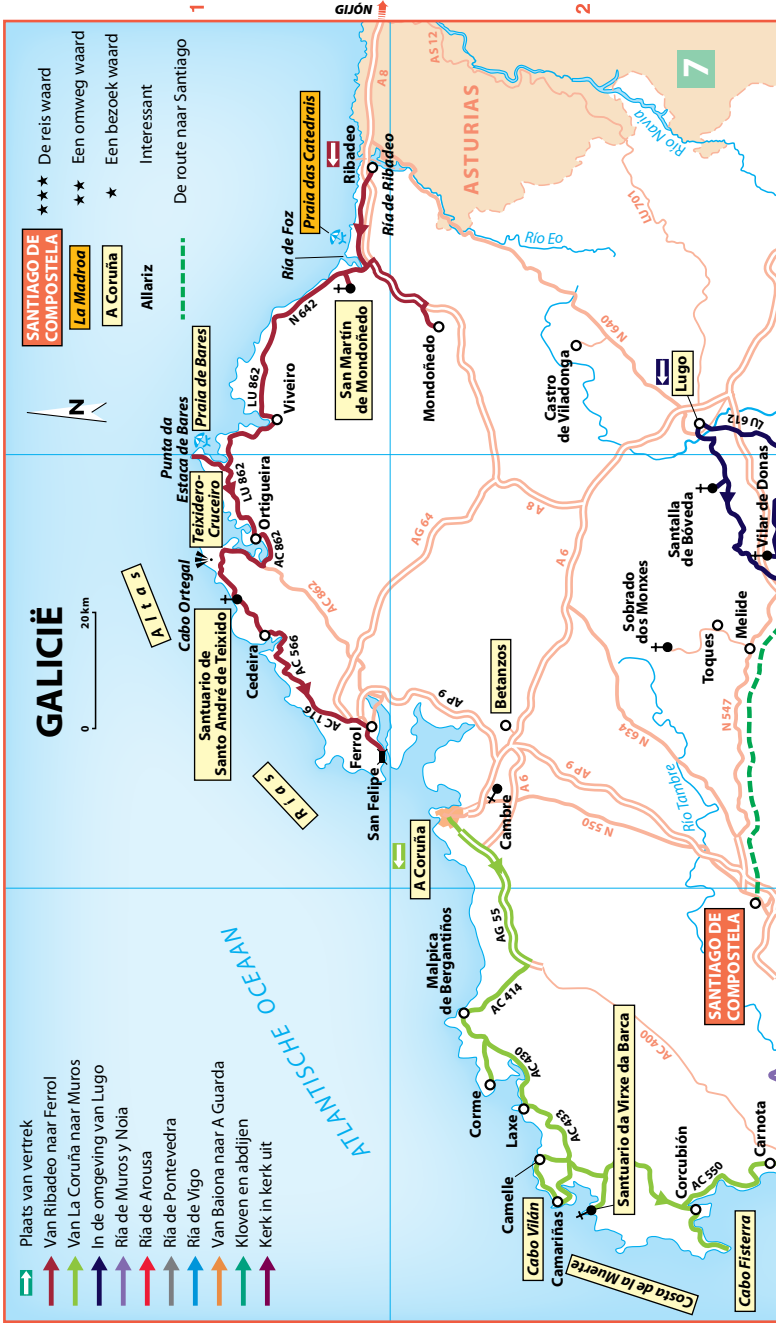 GALICIË
0
20 km
N
1
2
GIJÓN
7
Plaats van vertrek
Van Ribadeo naar Ferrol
Van La Coruña naar Muros
In de omgeving van Lugo
Ría de Muros y Noia
Ría de Arousa
Ría de Pontevedra
Ría de Vigo
Van Baiona naar A Guarda
Kloven en abdijen
Kerk in kerk uit
SANTIAGO DE
COMPOSTELA
★★★ De reis waard
La Madroa
★★ Een omweg waard
A Coruña
★ Een bezoek waard
Allariz
Interessant
De route naar Santiago
ATLANTISCHE OCEAAN
Rías
Altas
Cabo Ortegal
Teixidero-
Cruceiro
Punta da
Estaca de Bares
Praia de Bares
Santuario de
Santo André de Teixido
Cedeira
AC 566
AC 116
Ferrol
San Felipe
Ortigueira
AC 862
LU 862
AC 862
Viveiro
LU 862
N 642
San Martín
de Mondoñedo
Mondoñedo
Ría de Foz
Praia das Catedrais
Ribadeo
Ría de Ribadeo
A 8
AS 12
ASTURIAS
Río Navia
LU 701
Río Eo
N 640
Castro
de Viladonga
Lugo
LU 612
AG 64
A 8
A 6
Santalla
de Bóveda
Vilar de Donas
Sobrado
dos Monxes
Toques
Melide
N 547
N 634
Río Tambre
AP 9
Betanzos
A 6
AP 9
Cambre
N 550
A Coruña
AG 55
Malpica
de Bergantiños
AC 414
AC 430
Corme
Laxe
AC 433
Camelle
Cabo Vilán
Camariñas
Santuario da Virxe da Barca
Costa de la Muerte
Corcubión
AC 550
Cabo Fisterra
Carnota
AC 400
SANTIAGO DE
COMPOSTELA